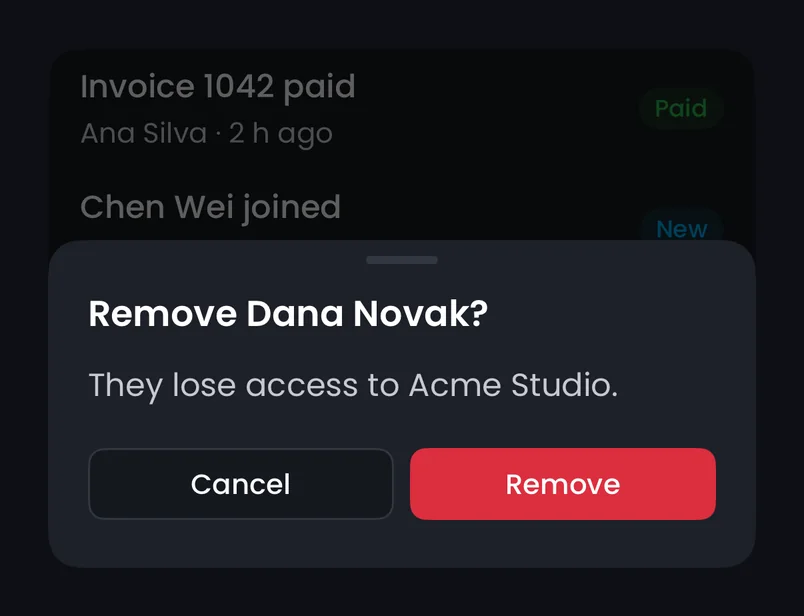 Invoice 1042 paid
Paid
Ana Silva · 2 h ago
Chen Wei joined
New
Remove Dana Novak?
They lose access to Acme Studio.
Cancel
Remove